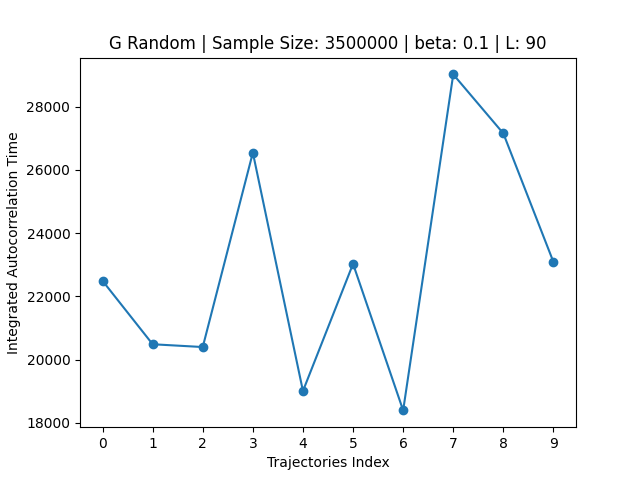 G Random | Sample Size: 3500000 | beta: 0.1 | L: 90
Integrated Autocorrelation Time
28000
26000
24000
22000
20000
18000
0 1 2 3 4 5 6 7 8 9
Trajectories Index